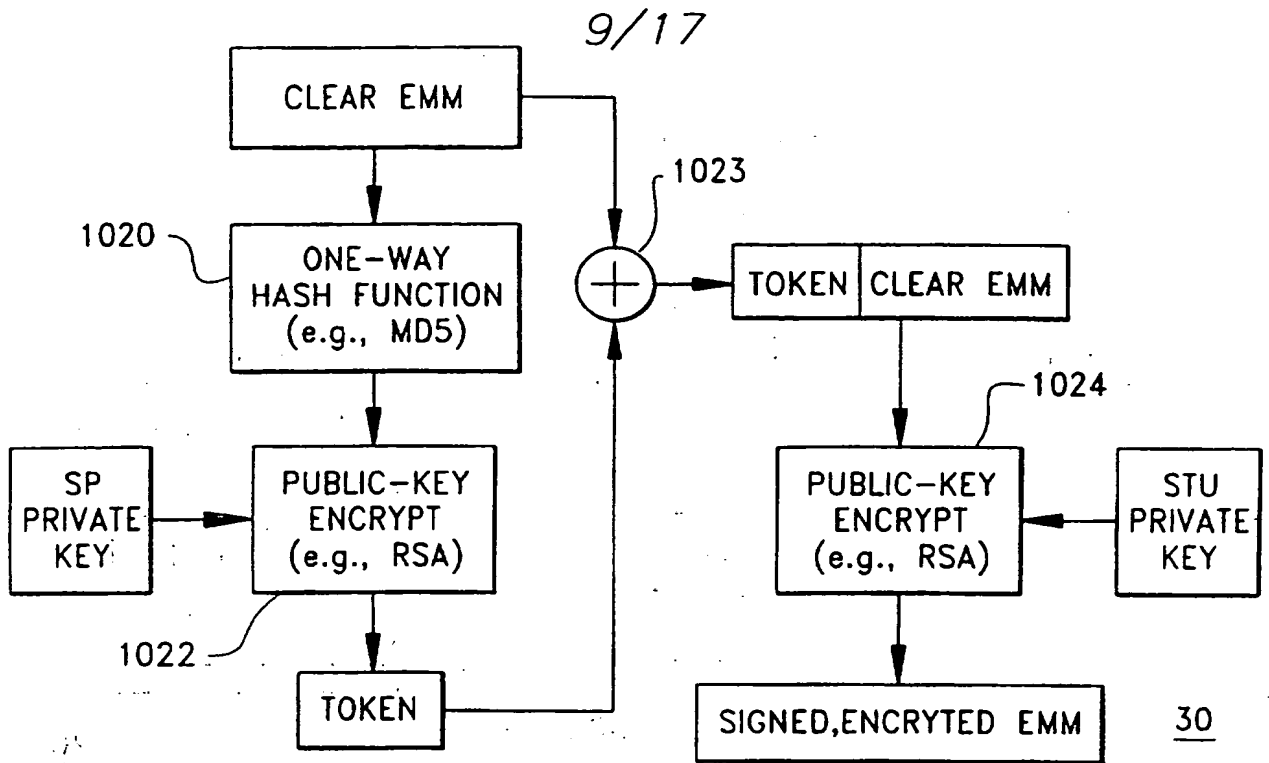 9/17
CLEAR EMM
1023
1020
ONE-WAY
HASH FUNCTION
(e.g., MD5)
TOKEN
CLEAR EMM
1024
SP
PRIVATE
KEY
PUBLIC-KEY
ENCRYPT
(e.g., RSA)
PUBLIC-KEY
ENCRYPT
(e.g., RSA)
STU
PRIVATE
KEY
1022
TOKEN
SIGNED,ENCRYTED EMM
30